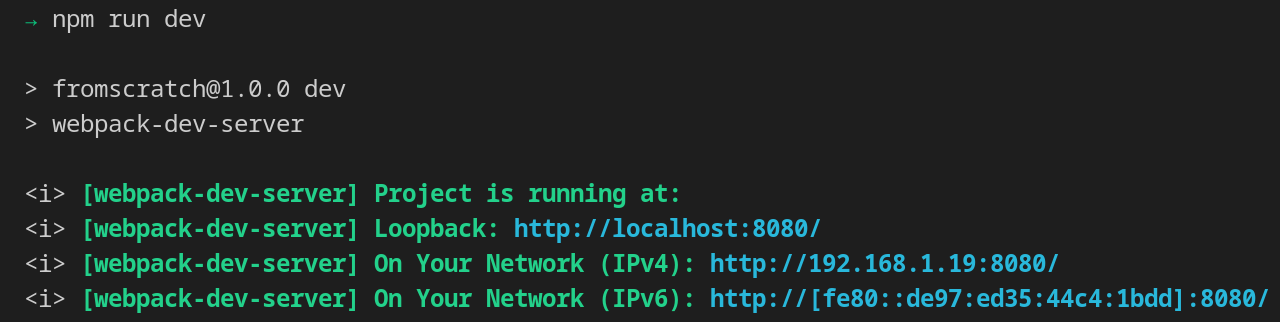 → npm run dev
> fromscratch@1.0.0 dev
> webpack-dev-server
<i> [webpack-dev-server] Project is running at:
<i> [webpack-dev-server] Loopback: http://localhost:8080/
<i> [webpack-dev-server] On Your Network (IPv4): http://192.168.1.19:8080/
<i> [webpack-dev-server] On Your Network (IPv6): http://[fe80::de97:ed35:44c4:1bdd]:8080/